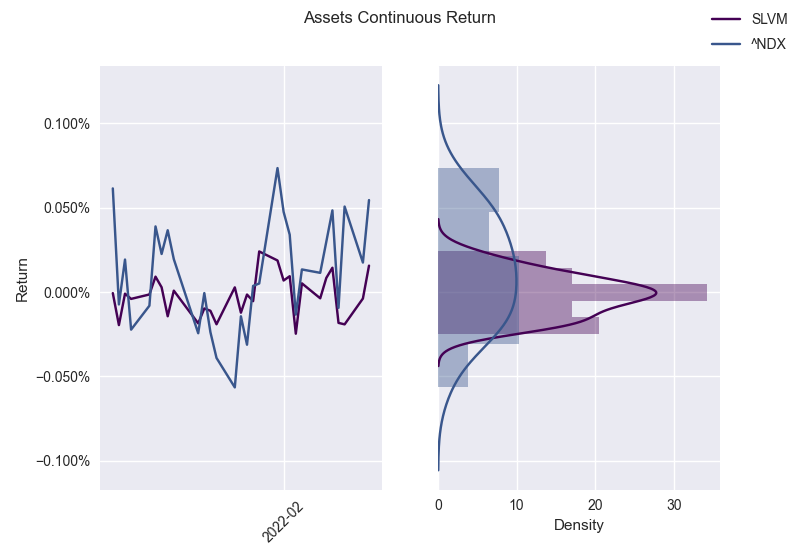 Assets Continuous Return
SLVM
^NDX
Return
0.100%
0.050%
0.000%
−0.050%
−0.100%
2022-02
0
10
20
30
Density